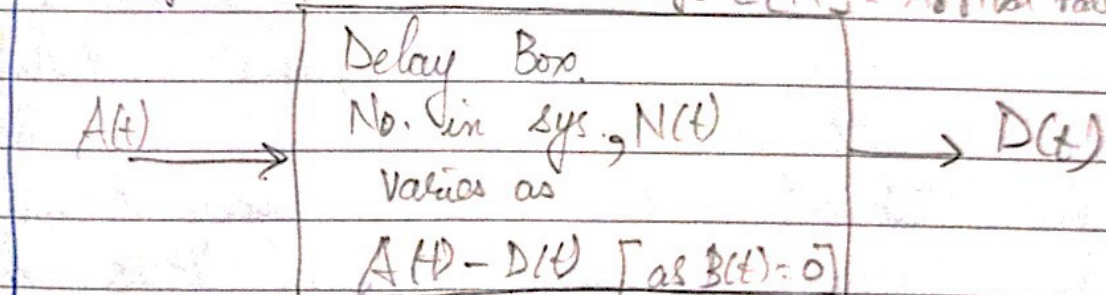 Delay Box.
A(t) No. in sys., N(t) D(t)
varies as
A(t) - D(t) [as B(t)=0]